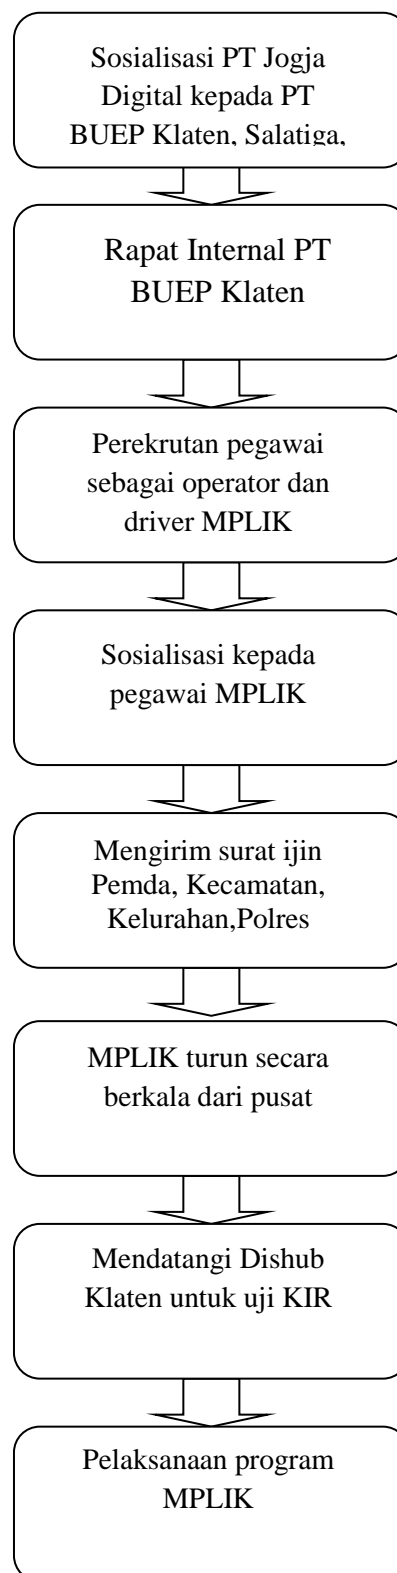 Sosialisasi PT Jogja
Digital kepada PT
BUEP Klaten, Salatiga,
Rapat Internal PT
BUEP Klaten
Perekrutan pegawai
sebagai operator dan
driver MPLIK
Sosialisasi kepada
pegawai MPLIK
Mengirim surat ijin
Pemda, Kecamatan,
Kelurahan,Polres
MPLIK turun secara
berkala dari pusat
Mendatangi Dishub
Klaten untuk uji KIR
Pelaksanaan program
MPLIK